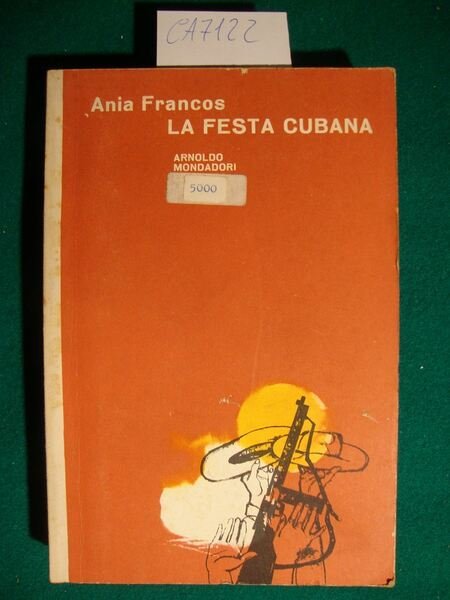 CA7122
Ania Francos
LA FESTA CUBANA
ARNOLDO
MONDADORI
5000